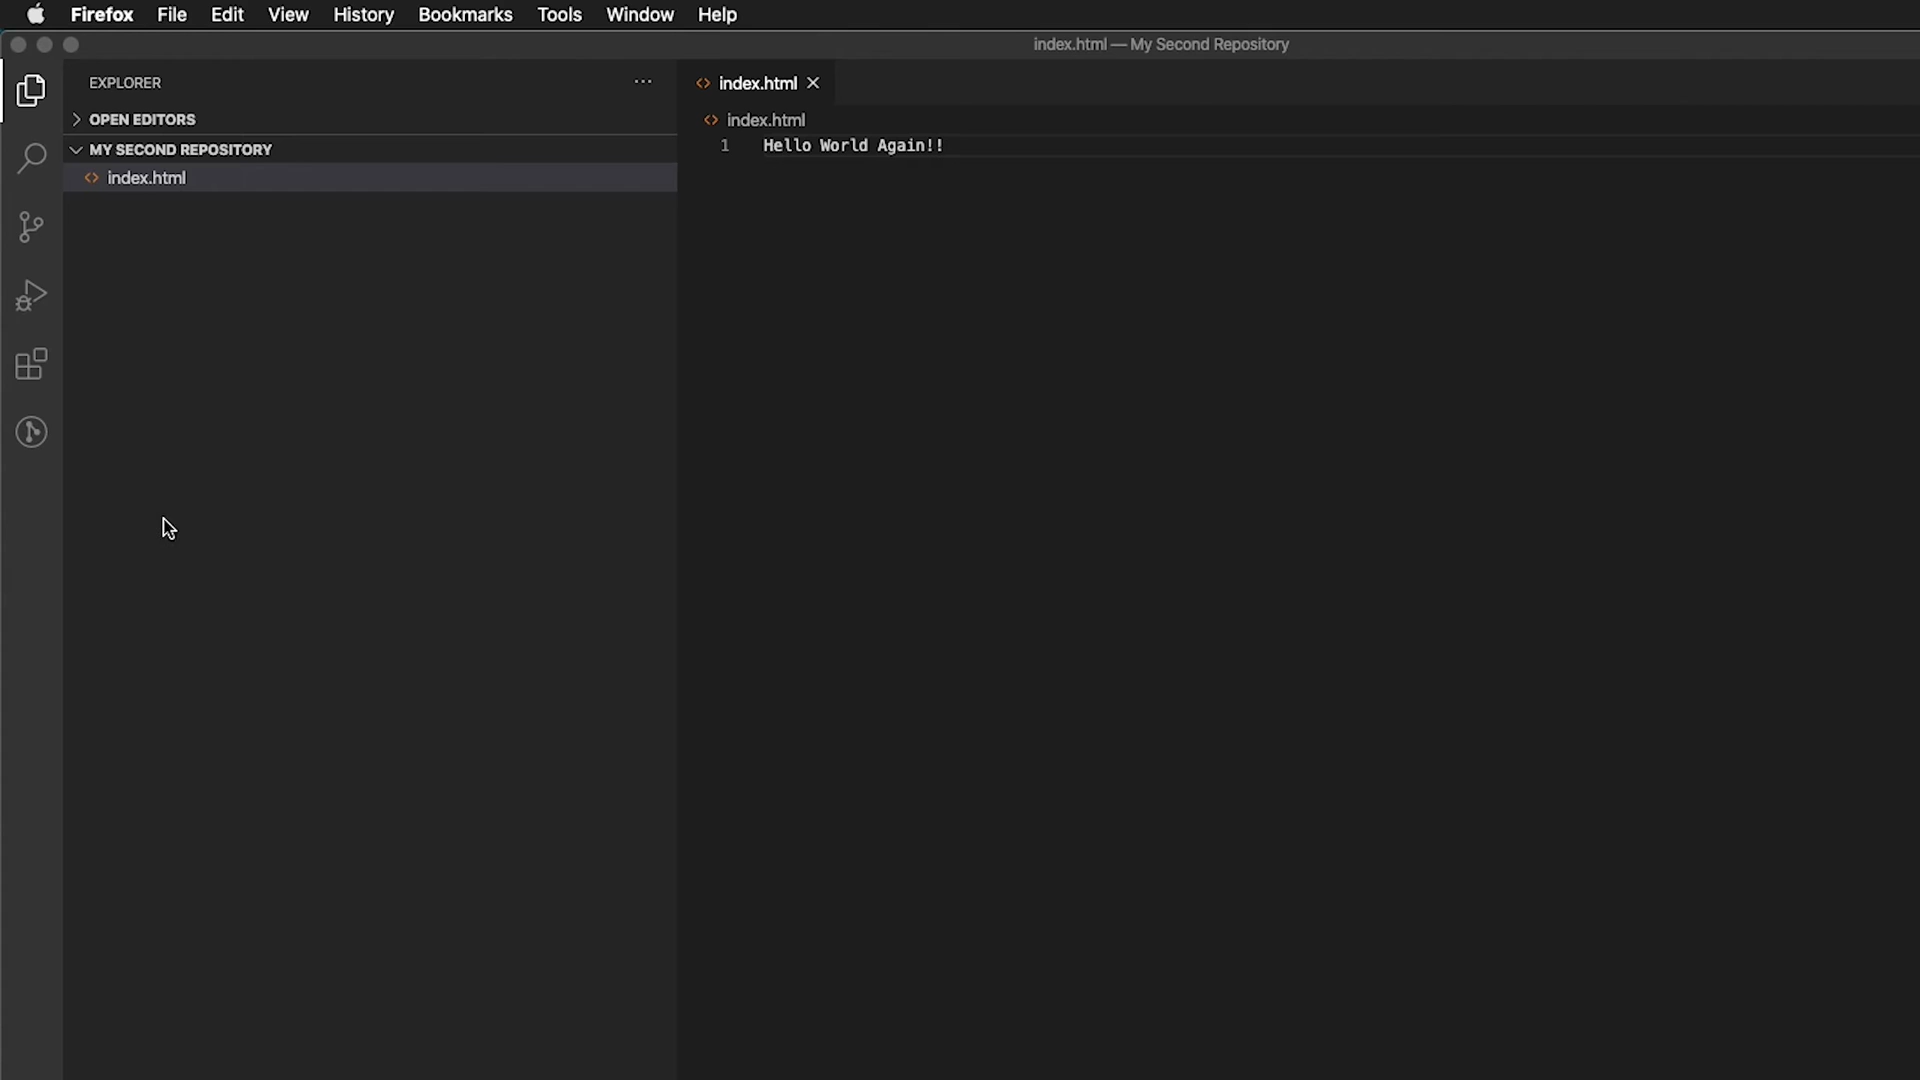 Firefox File Edit View History Bookmarks Tools Window Help
index.html — My Second Repository
EXPLORER
OPEN EDITORS
MY SECOND REPOSITORY
index.html
index.html
index.html
1 Hello World Again!!